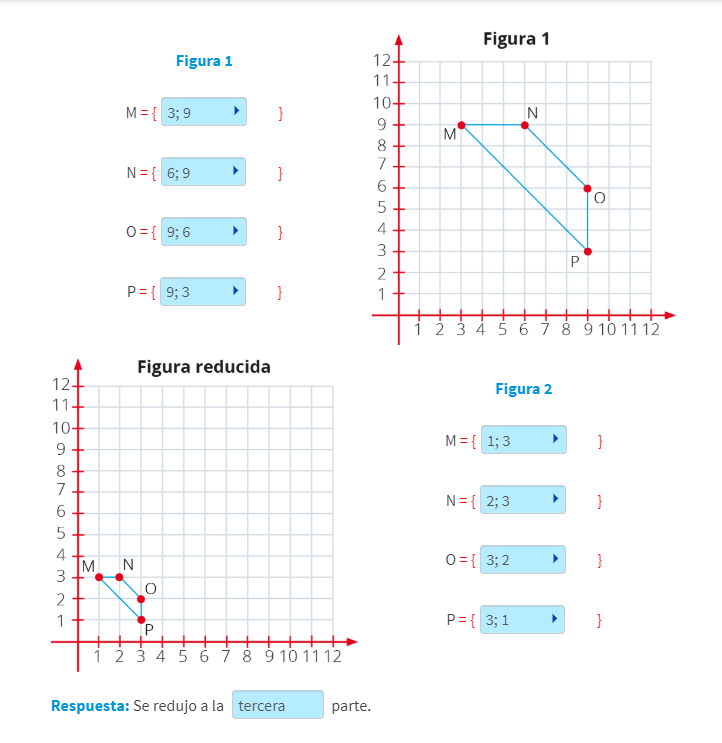 Figura 1
M = { 3; 9 }
N = { 6; 9 }
O = { 9; 6 }
P = { 9; 3 }
Figura 1
12
11
10
9
8
7
6
5
4
3
2
1
M
N
O
P
1 2 3 4 5 6 7 8 9 10 11 12
Figura reducida
12
11
10
9
8
7
6
5
4
3
2
1
M
N
O
P
1 2 3 4 5 6 7 8 9 10 11 12
Figura 2
M = { 1; 3 }
N = { 2; 3 }
O = { 3; 2 }
P = { 3; 1 }
Respuesta: Se redujo a la tercera parte.